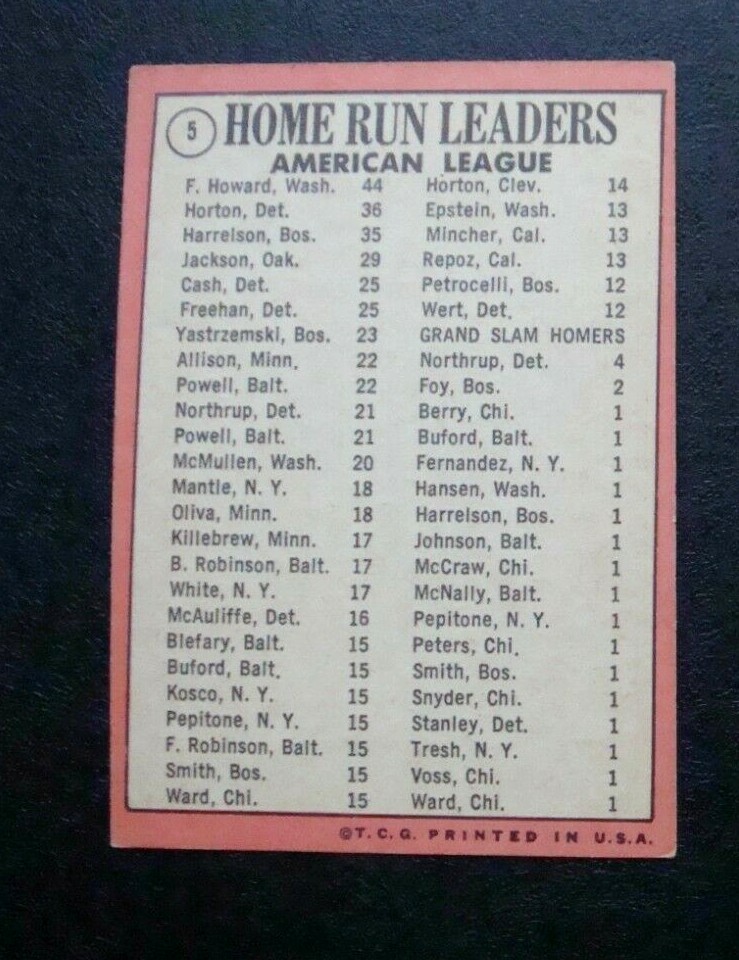 5 HOME RUN LEADERS
AMERICAN LEAGUE
F. Howard, Wash. 44
Horton, Det. 36
Harrelson, Bos. 35
Jackson, Oak. 29
Cash, Det. 25
Freehan, Det. 25
Yastrzemski, Bos. 23
Allison, Minn. 22
Powell, Balt. 22
Northrup, Det. 21
Powell, Balt. 21
McMullen, Wash. 20
Mantle, N. Y. 18
Oliva, Minn. 18
Killebrew, Minn. 17
B. Robinson, Balt. 17
White, N. Y. 17
McAuliffe, Det. 16
Blefary, Balt. 15
Buford, Balt. 15
Kosco, N. Y. 15
Pepitone, N. Y. 15
F. Robinson, Balt. 15
Smith, Bos. 15
Ward, Chi. 15
Horton, Clev. 14
Epstein, Wash. 13
Mincher, Cal. 13
Repoz, Cal. 13
Petrocelli, Bos. 12
Wert, Det. 12
GRAND SLAM HOMERS
Northrup, Det. 4
Foy, Bos. 2
Berry, Chi. 1
Buford, Balt. 1
Fernandez, N. Y. 1
Hansen, Wash. 1
Harrelson, Bos. 1
Johnson, Balt. 1
McCraw, Chi. 1
McNally, Balt. 1
Pepitone, N. Y. 1
Peters, Chi. 1
Smith, Bos. 1
Snyder, Chi. 1
Stanley, Det. 1
Tresh, N. Y. 1
Voss, Chi. 1
Ward, Chi. 1
©T.C.G. PRINTED IN U.S.A.